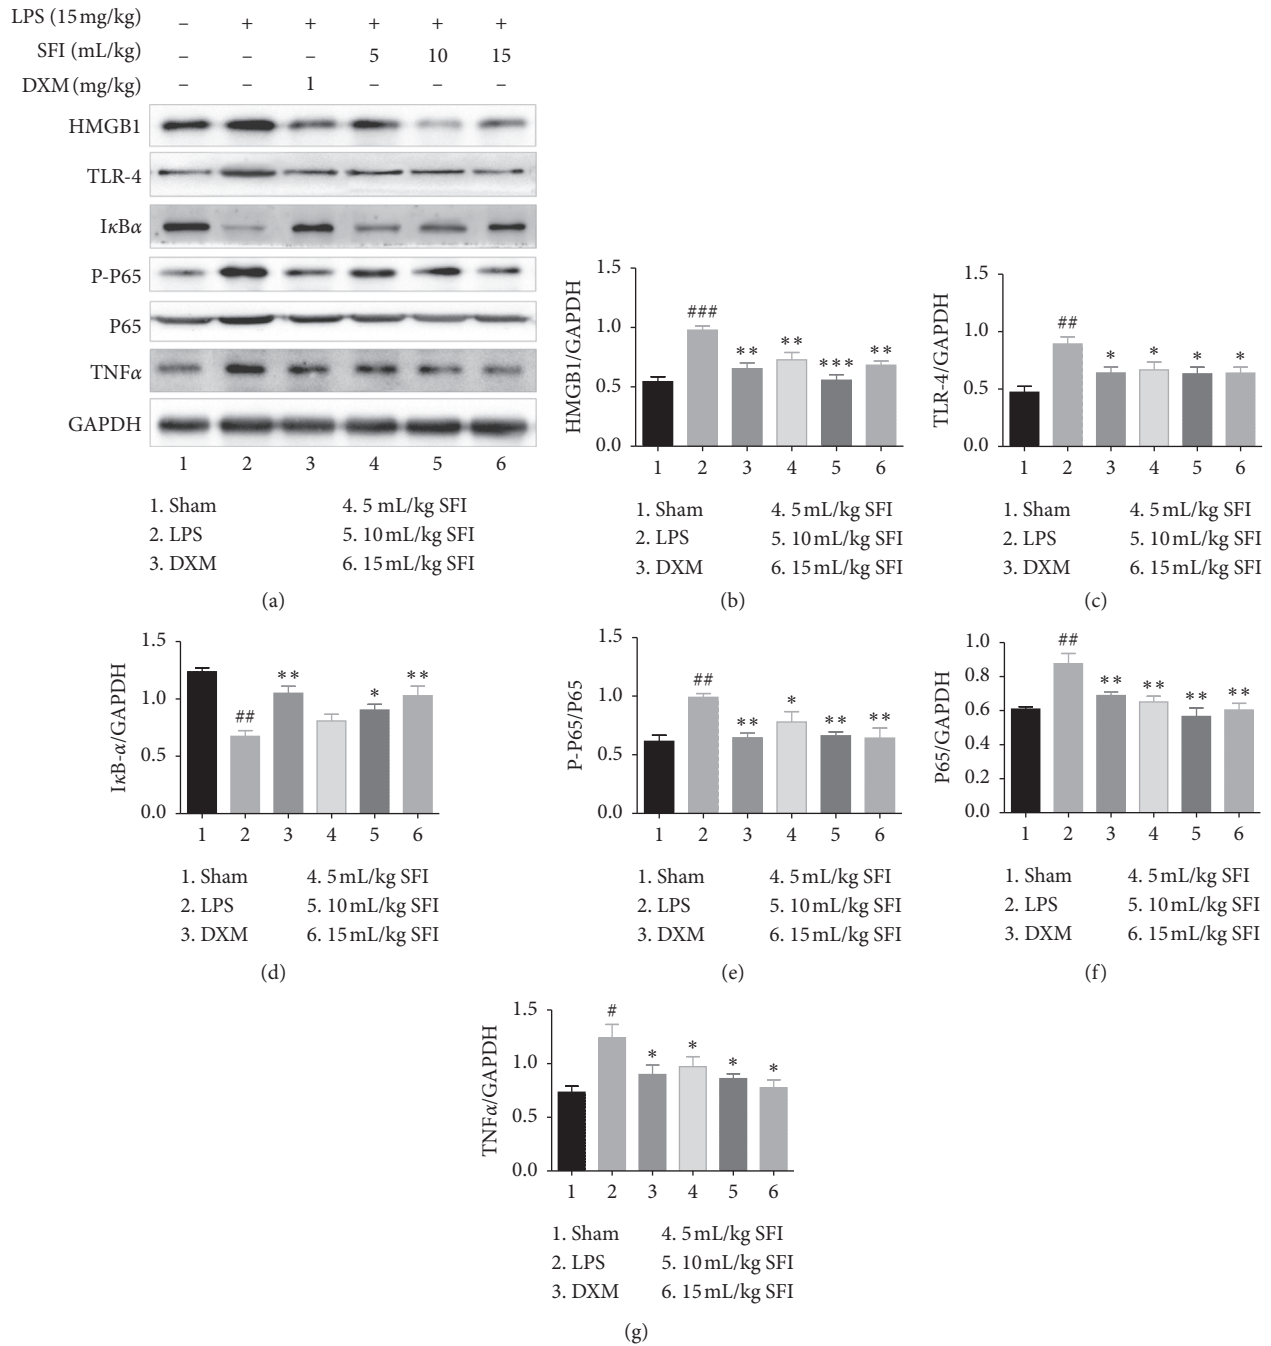 LPS (15 mg/kg) – + + + + +
SFI (mL/kg) – – – 5 10 15
DXM (mg/kg) – – 1 – – –
HMGB1
TLR-4
IκBα
P-P65
P65
TNFα
GAPDH
1 2 3 4 5 6
1. Sham 4. 5 mL/kg SFI
2. LPS 5. 10 mL/kg SFI
3. DXM 6. 15 mL/kg SFI
(a)
HMGB1/GAPDH
1.5
1.0
0.5
0.0
###
** ** *** **
1 2 3 4 5 6
1. Sham 4. 5 mL/kg SFI
2. LPS 5. 10 mL/kg SFI
3. DXM 6. 15 mL/kg SFI
(b)
TLR-4/GAPDH
1.5
1.0
0.5
0.0
##
* * * *
1 2 3 4 5 6
1. Sham 4. 5 mL/kg SFI
2. LPS 5. 10 mL/kg SFI
3. DXM 6. 15 mL/kg SFI
(c)
IκB-α/GAPDH
1.5
1.0
0.5
0.0
## ** * **
1 2 3 4 5 6
1. Sham 4. 5 mL/kg SFI
2. LPS 5. 10 mL/kg SFI
3. DXM 6. 15 mL/kg SFI
(d)
P-P65/P65
1.5
1.0
0.5
0.0
## ** * ** **
1 2 3 4 5 6
1. Sham 4. 5 mL/kg SFI
2. LPS 5. 10 mL/kg SFI
3. DXM 6. 15 mL/kg SFI
(e)
P65/GAPDH
1.0
0.8
0.6
0.4
0.2
0.0
##
** ** ** **
1 2 3 4 5 6
1. Sham 4. 5 mL/kg SFI
2. LPS 5. 10 mL/kg SFI
3. DXM 6. 15 mL/kg SFI
(f)
TNFα/GAPDH
1.5
1.0
0.5
0.0
#
* * * *
1 2 3 4 5 6
1. Sham 4. 5 mL/kg SFI
2. LPS 5. 10 mL/kg SFI
3. DXM 6. 15 mL/kg SFI
(g)